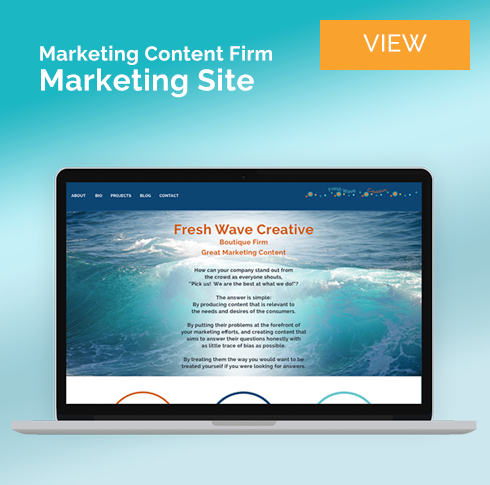 Marketing Content Firm
Marketing Site
VIEW
ABOUT BIO PROJECTS BLOG CONTACT
Fresh Wave Creative
Fresh Wave Creative
Boutique Firm
Great Marketing Content
How can your company stand out from
the crowd as everyone shouts,
"Pick us! We are the best at what we do!"?
The answer is simple:
By producing content that is relevant to
the needs and desires of the consumers.
By putting their problems at the forefront of
your marketing efforts, and creating content that
aims to answer their questions honestly with
as little trace of bias as possible.
By treating them the way you would want to be
treated yourself if you were looking for answers.